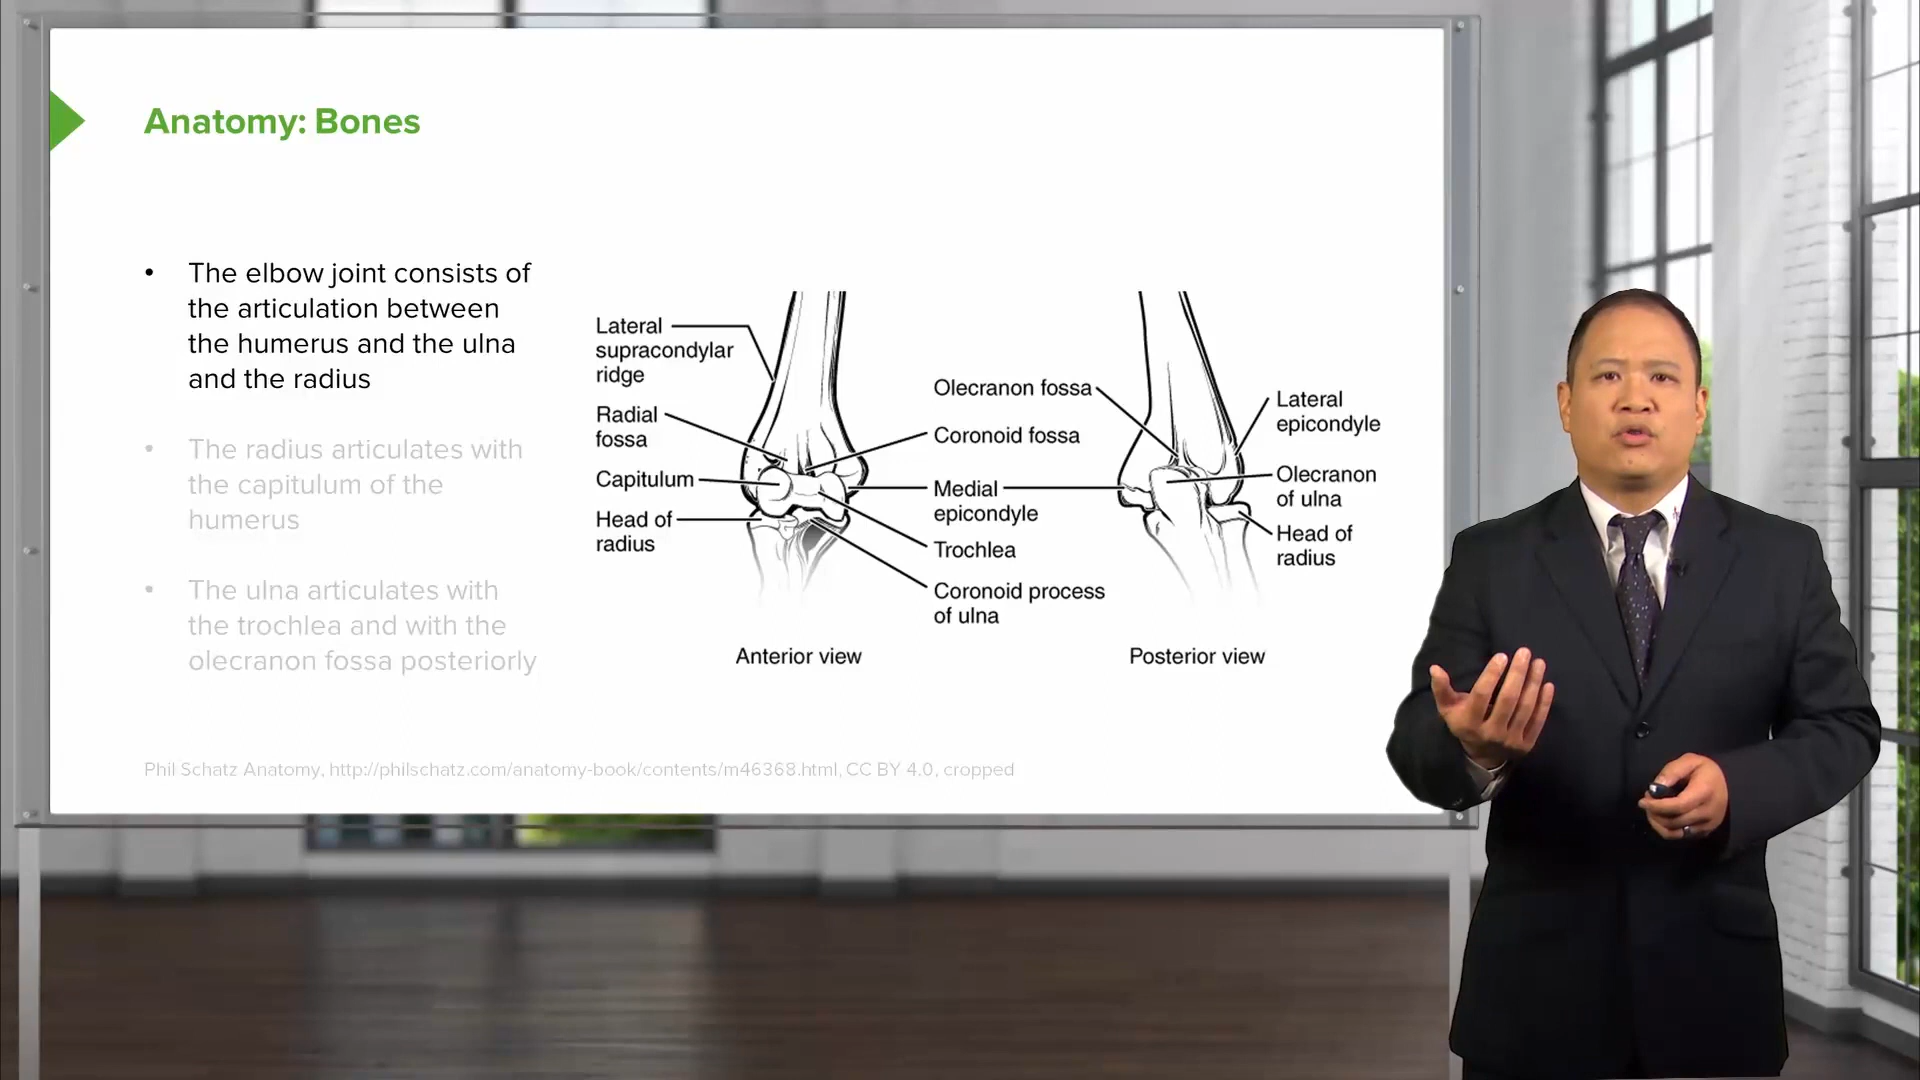 Anatomy: Bones
• The elbow joint consists of
the articulation between
the humerus and the ulna
and the radius
• The radius articulates with
the capitulum of the
humerus
• The ulna articulates with
the trochlea and with the
olecranon fossa posteriorly
Lateral
supracondylar
ridge
Radial
fossa
Capitulum
Head of
radius
Olecranon fossa
Coronoid fossa
Medial
epicondyle
Trochlea
Coronoid process
of ulna
Lateral
epicondyle
Olecranon
of ulna
Head of
radius
Anterior view
Posterior view
Phil Schatz Anatomy, http://philschatz.com/anatomy-book/contents/m46368.html, CC BY 4.0, cropped